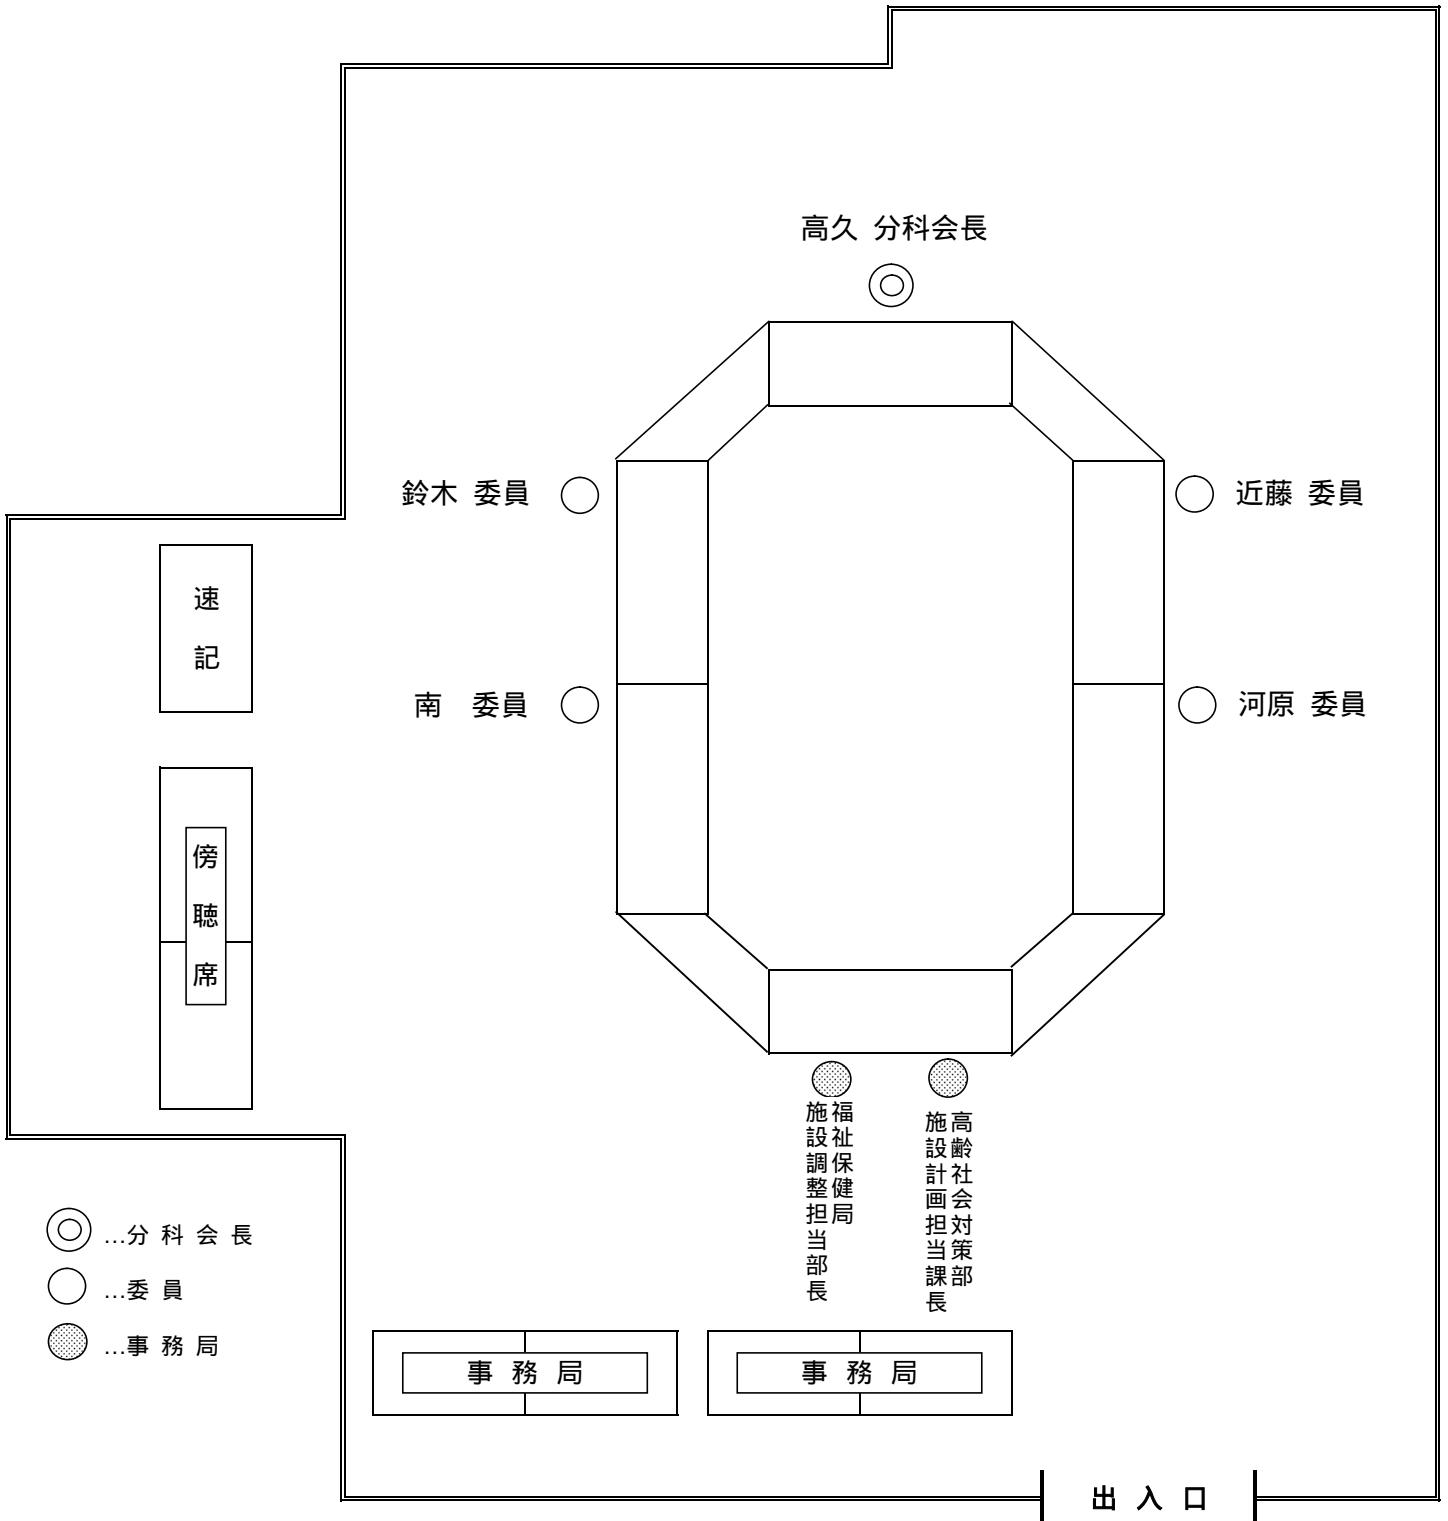 高久 分科会長
鈴木 委員
近藤 委員
速記
南 委員
河原 委員
傍聴席
福祉保健局
施設調整担当部長
高齢社会対策部
施設計画担当課長
…分科会長
…委員
…事務局
事務局
事務局
出入口